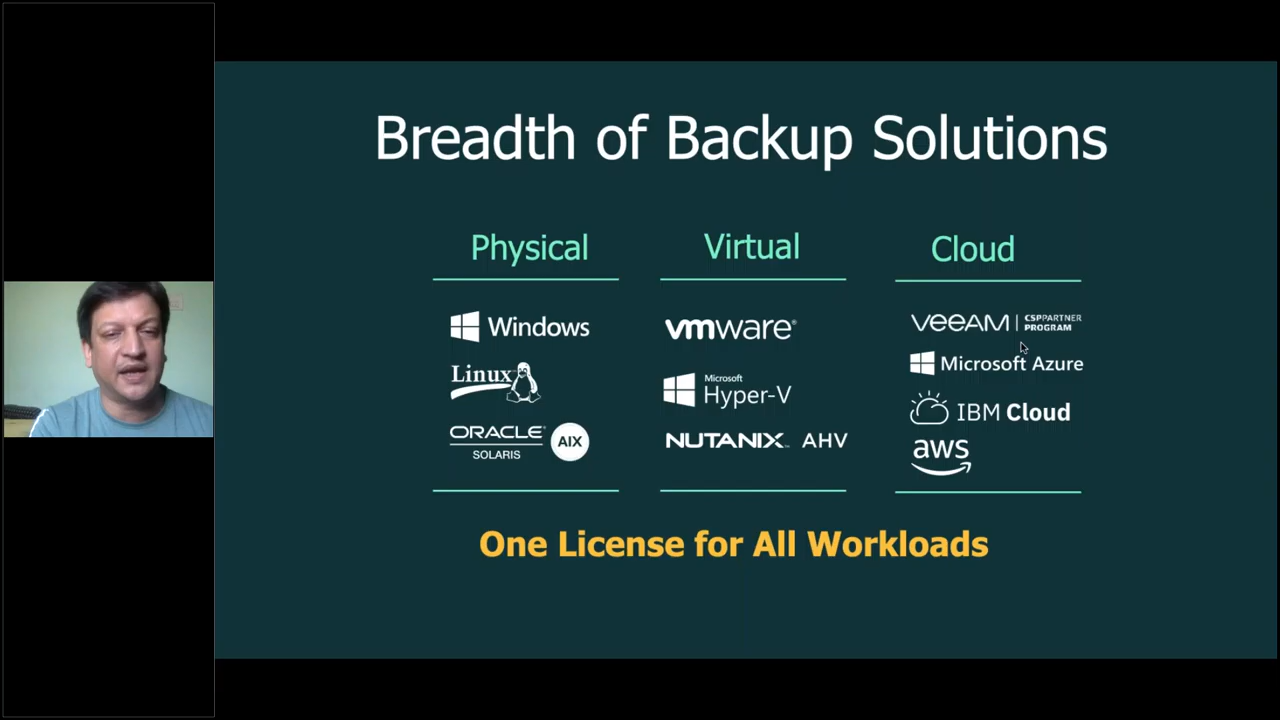 Breadth of Backup Solutions
Physical
Windows
Linux
ORACLE®
SOLARIS
AIX
Virtual
vmware®
Microsoft
Hyper-V
NUTANIX™ AHV
Cloud
VEEAM | CSP PARTNER
PROGRAM
Microsoft Azure
IBM Cloud
aws
One License for All Workloads